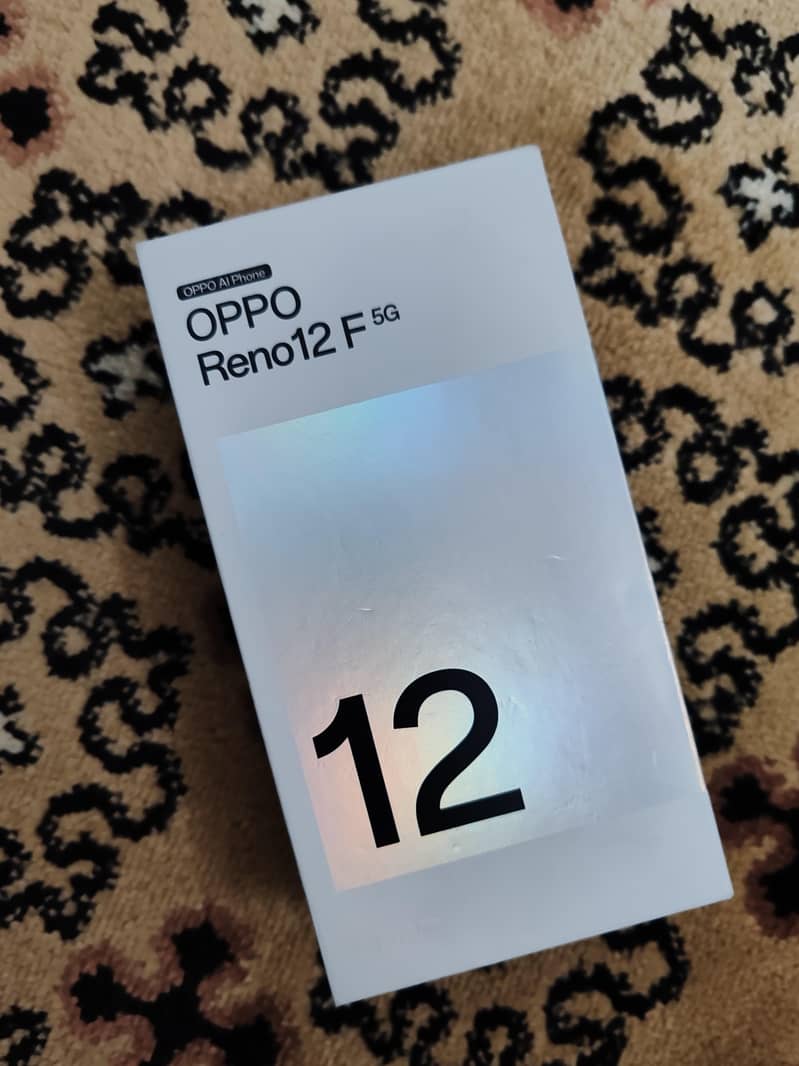 OPPO AI Phone
OPPO
Reno12 F 5G
12